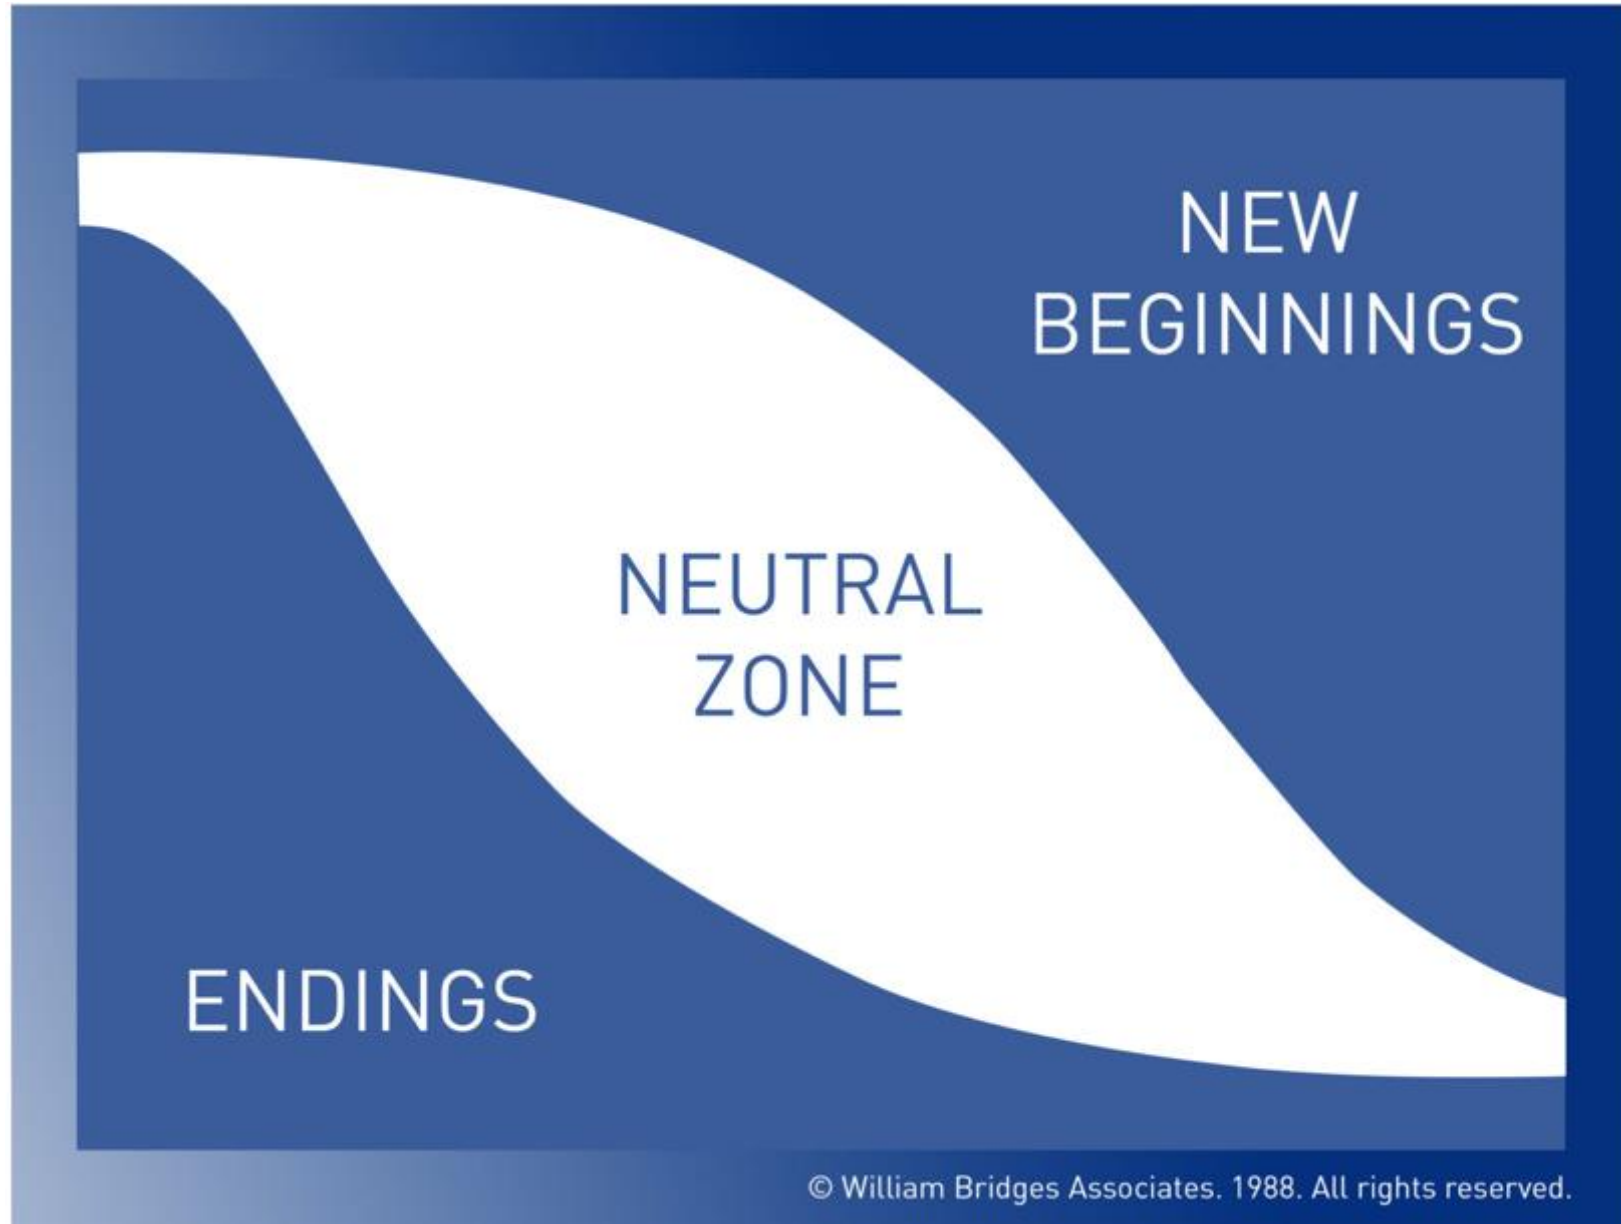 NEW
BEGINNINGS
NEUTRAL
ZONE
ENDINGS
© William Bridges Associates. 1988. All rights reserved.